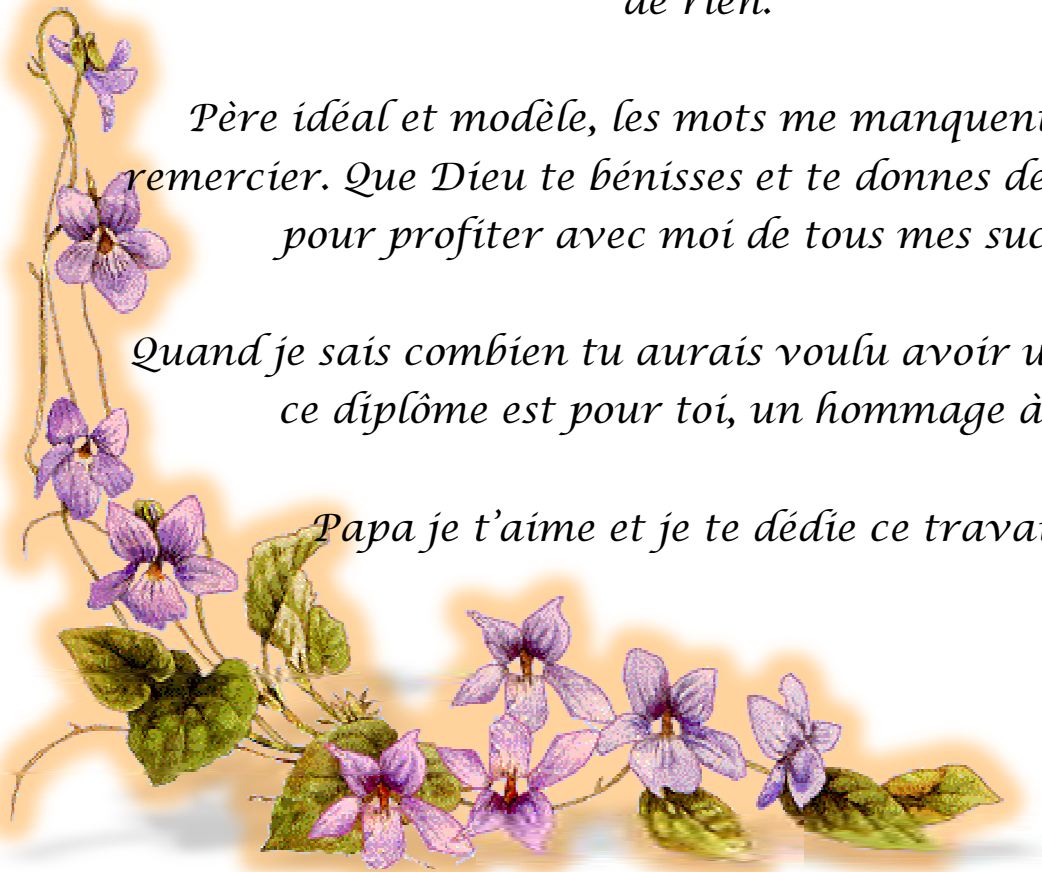 de rien.
Père idéal et modèle, les mots me manquent
remercier. Que Dieu te bénisses et te donnes de
pour profiter avec moi de tous mes suc
Quand je sais combien tu aurais voulu avoir u
ce diplôme est pour toi, un hommage à
Papa je t’aime et je te dédie ce travai